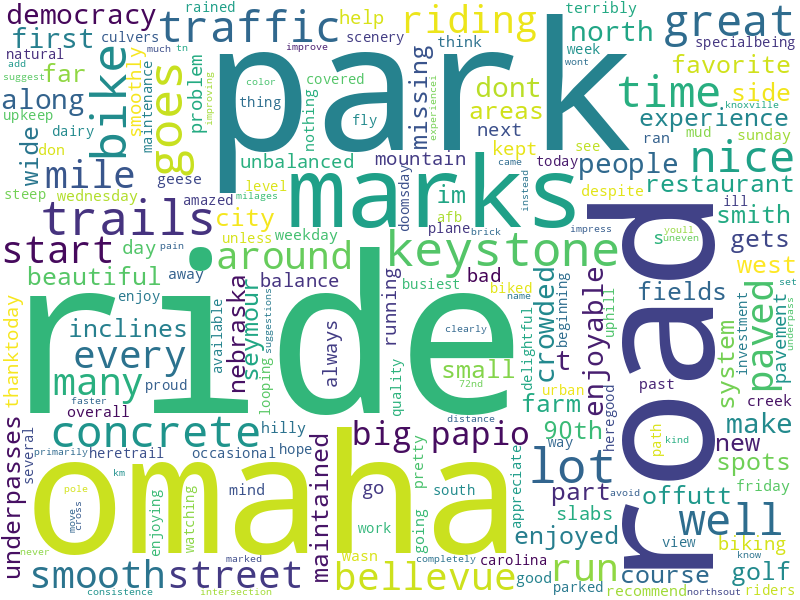 democracy
culvers
rained
traffic
improve
help
scenery
riding
terribly
think
north
week
great
specialbeing
first
natural
add
much
tn
suggest
far
bike
smoothly
maintenance
goes
problem
improving
color
thing
covered
nothing
park
fly
missing
dont
areas
next
kept
experiencei
impress
wont
time
side
favorite
knoxville
experience
see
ran
mud
sunday
along
upkeep
dairy
don
wide
mile
geese
wednesday
steep
unbalanced
mountain
level
amazed
milages
marks
doomsday
im
afb
plane
came
instead
brick
today
people
despite
nice
restaurant
ill
smith
trails
city
unless
weekday
start
day
pain
around
keystone
s
youll
uneven
gets
west
road
beautiful
away
balance
bad
biked
busiest
name
fields
set
thanktoday
enjoy
inclines
every
proud
available
nebraska
seymour
suggestions
looping
always
running
clearly
crowded
delightful
beginning
t
enjoyable
uphill
system
investment
pavement
paved
underpass
many
faster
overall
ride
quality
small
72nd
distance
urban
farm
past
creek
concrete
hilly
occasional
heretrail
hope
big papio
90th
way
heregood
path
kind
make
new
underpasses
several
primarily
km
mind
maintained
go
work
going
pretty
south
appreciate
lot
part
slabs
avoid
offutt
spots
friday
view
well
biking
know
omaha
pole
move
cross
enjoying
watching
wasn
carolina
enjoyed
good
parked
run
course
golf
never
smooth
street
marked
completely
bellevue
consistence
intersection
recommend
northsout
riders